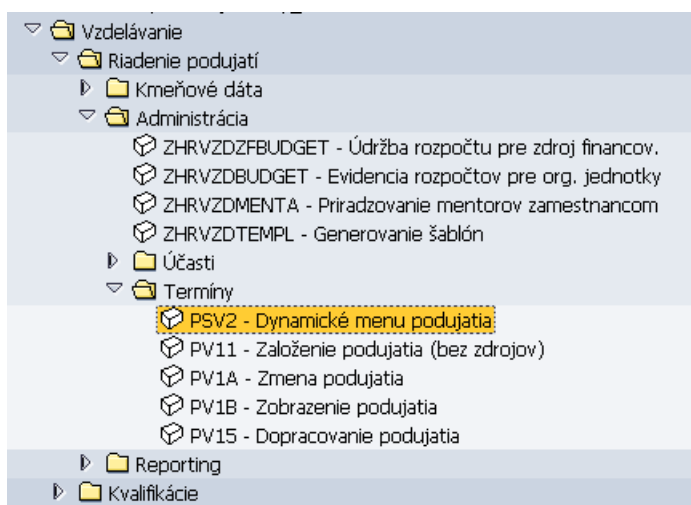 Vzdelávanie
Riadenie podujatí
Kmeňové dáta
Administrácia
ZHRVZDZFBUDGET - Údržba rozpočtu pre zdroj financov.
ZHRVZDBUDGET - Evidencia rozpočtov pre org. jednotky
ZHRVZDMENTA - Priradzovanie mentorov zamestnancom
ZHRVZDTEMPL - Generovanie šablón
Účasti
Termíny
PSV2 - Dynamické menu podujatia
PV11 - Založenie podujatia (bez zdrojov)
PV1A - Zmena podujatia
PV1B - Zobrazenie podujatia
PV15 - Dopracovanie podujatia
Reporting
Kvalifikácie